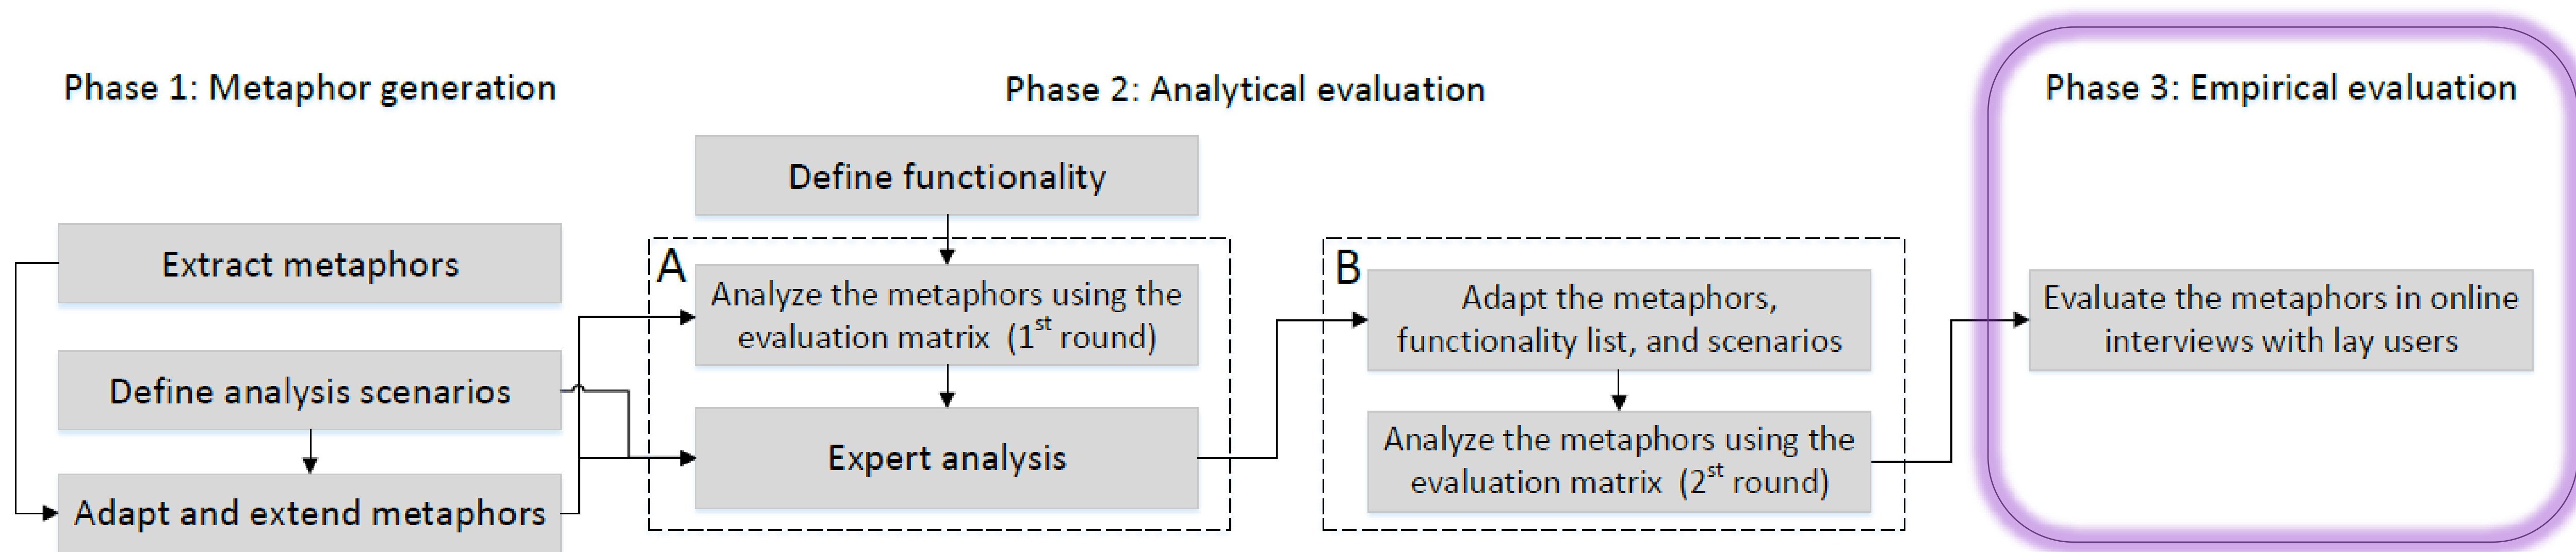 Phase 1: Metaphor generation
Extract metaphors
Define analysis scenarios
Adapt and extend metaphors
Phase 2: Analytical evaluation
Define functionality
A
Analyze the metaphors using the
evaluation matrix (1st round)
Expert analysis
B
Adapt the metaphors,
functionality list, and scenarios
Analyze the metaphors using the
evaluation matrix (2st round)
Phase 3: Empirical evaluation
Evaluate the metaphors in online
interviews with lay users